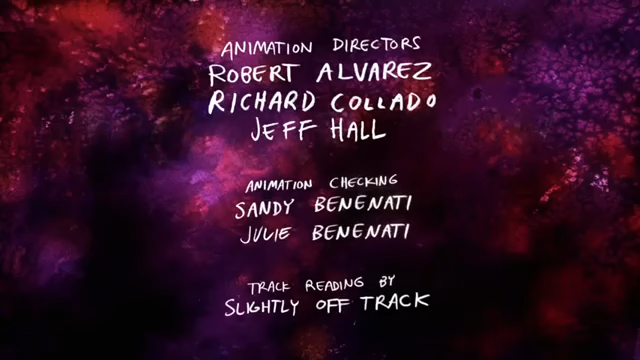 ANIMATION DIRECTORS
ROBERT ALVAREZ
RICHARD COLLADO
JEFF HALL
ANIMATION CHECKING
SANDY BENENATI
JULIE BENENATI
TRACK READING BY
SLIGHTLY OFF TRACK